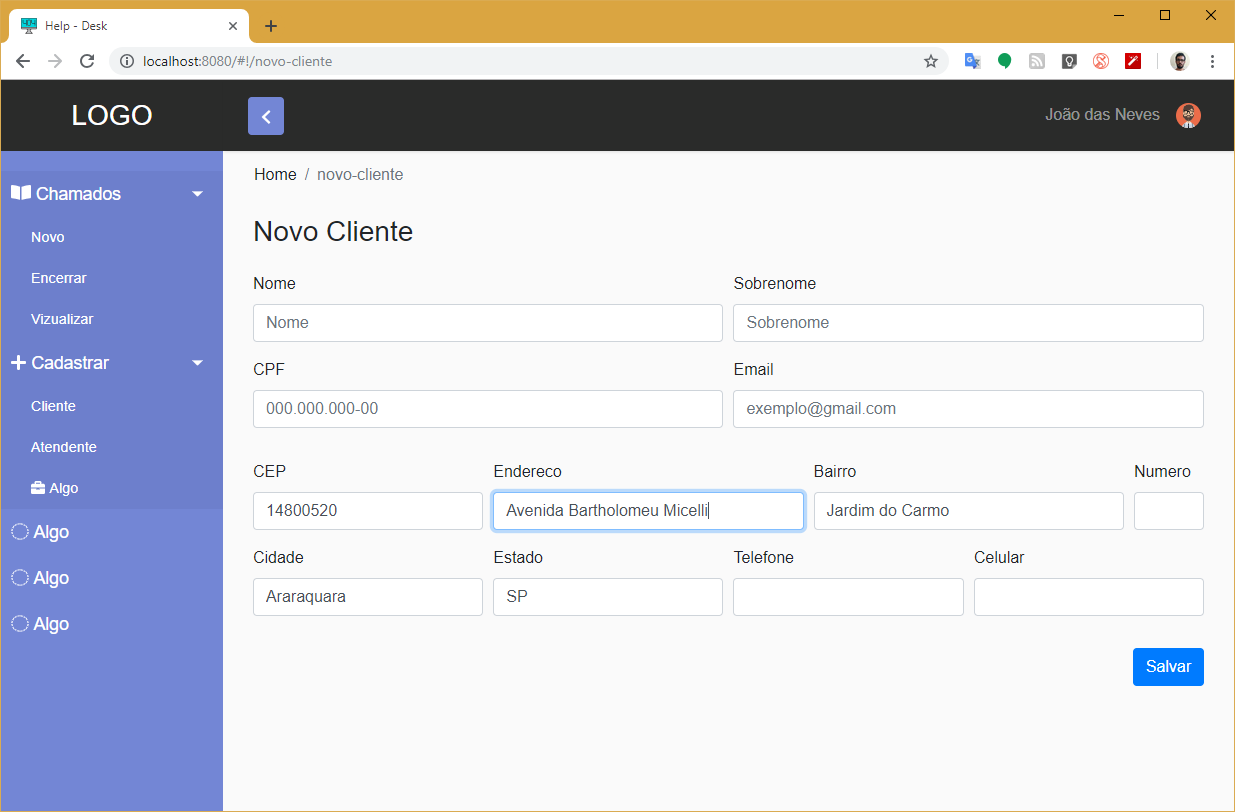 Help - Desk
localhost:8080/#!/novo-cliente
LOGO
João das Neves
Chamados
Novo
Encerrar
Vizualizar
Cadastrar
Cliente
Atendente
Algo
Algo
Algo
Algo
Home / novo-cliente
Novo Cliente
Nome Sobrenome
Nome Sobrenome
CPF Email
000.000.000-00 exemplo@gmail.com
CEP Endereco Bairro Numero
14800520 Avenida Bartholomeu Micelli Jardim do Carmo
Cidade Estado Telefone Celular
Araraquara SP
Salvar